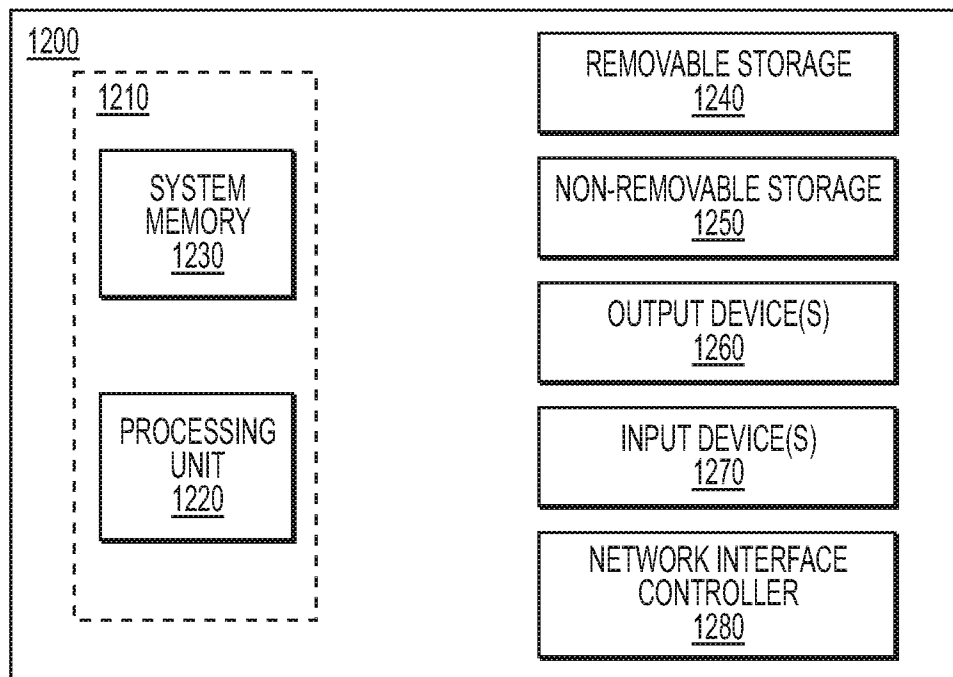 1200
1210
SYSTEM
MEMORY
1230
PROCESSING
UNIT
1220
REMOVABLE STORAGE
1240
NON-REMOVABLE STORAGE
1250
OUTPUT DEVICE(S)
1260
INPUT DEVICE(S)
1270
NETWORK INTERFACE
CONTROLLER
1280